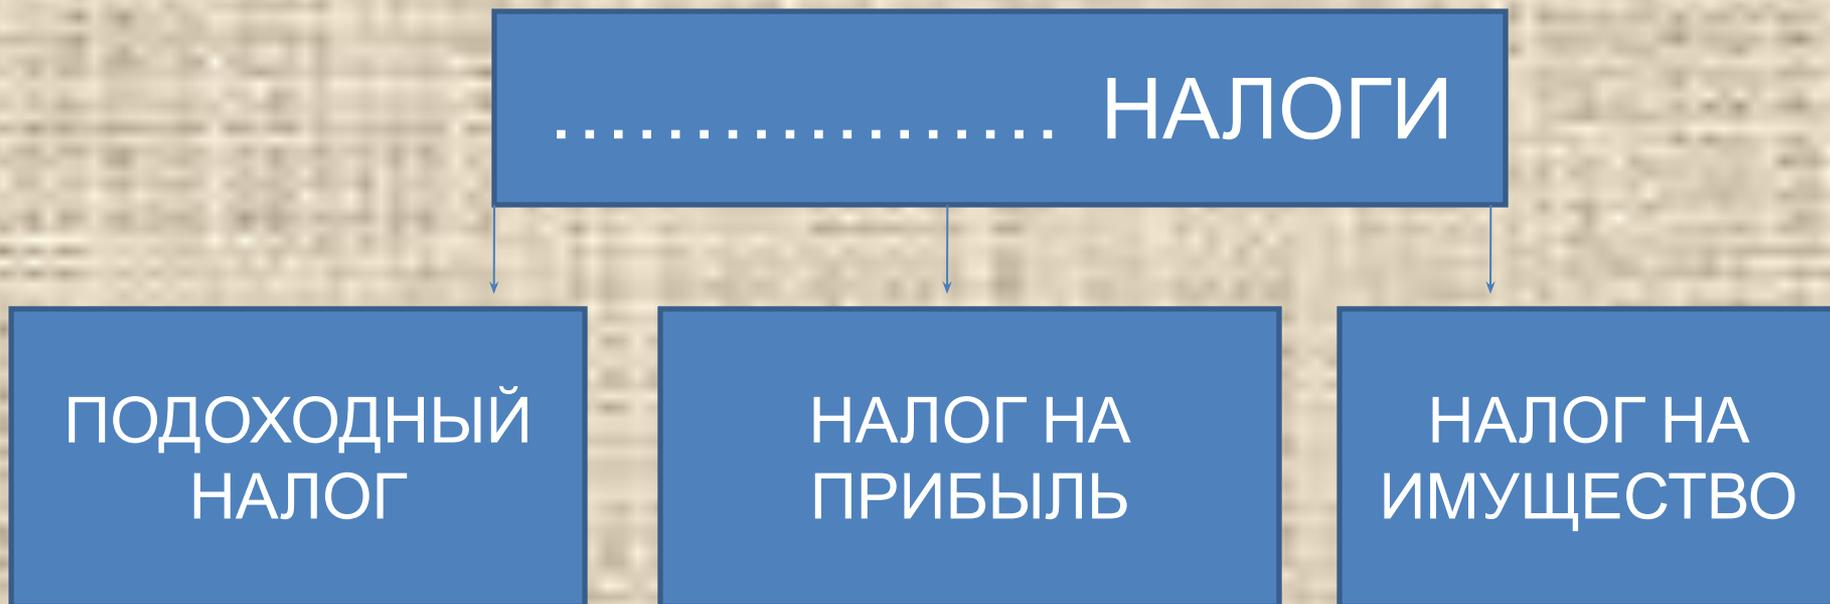 .................. НАЛОГИ
ПОДОХОДНЫЙ
НАЛОГ
НАЛОГ НА
ПРИБЫЛЬ
НАЛОГ НА
ИМУЩЕСТВО